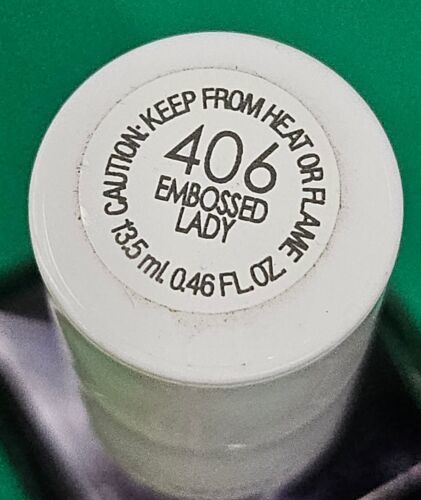 CAUTION: KEEP FROM HEAT OR FLAME
406
EMBOSSED
LADY
13.5 ml. 0.46 FL. OZ.